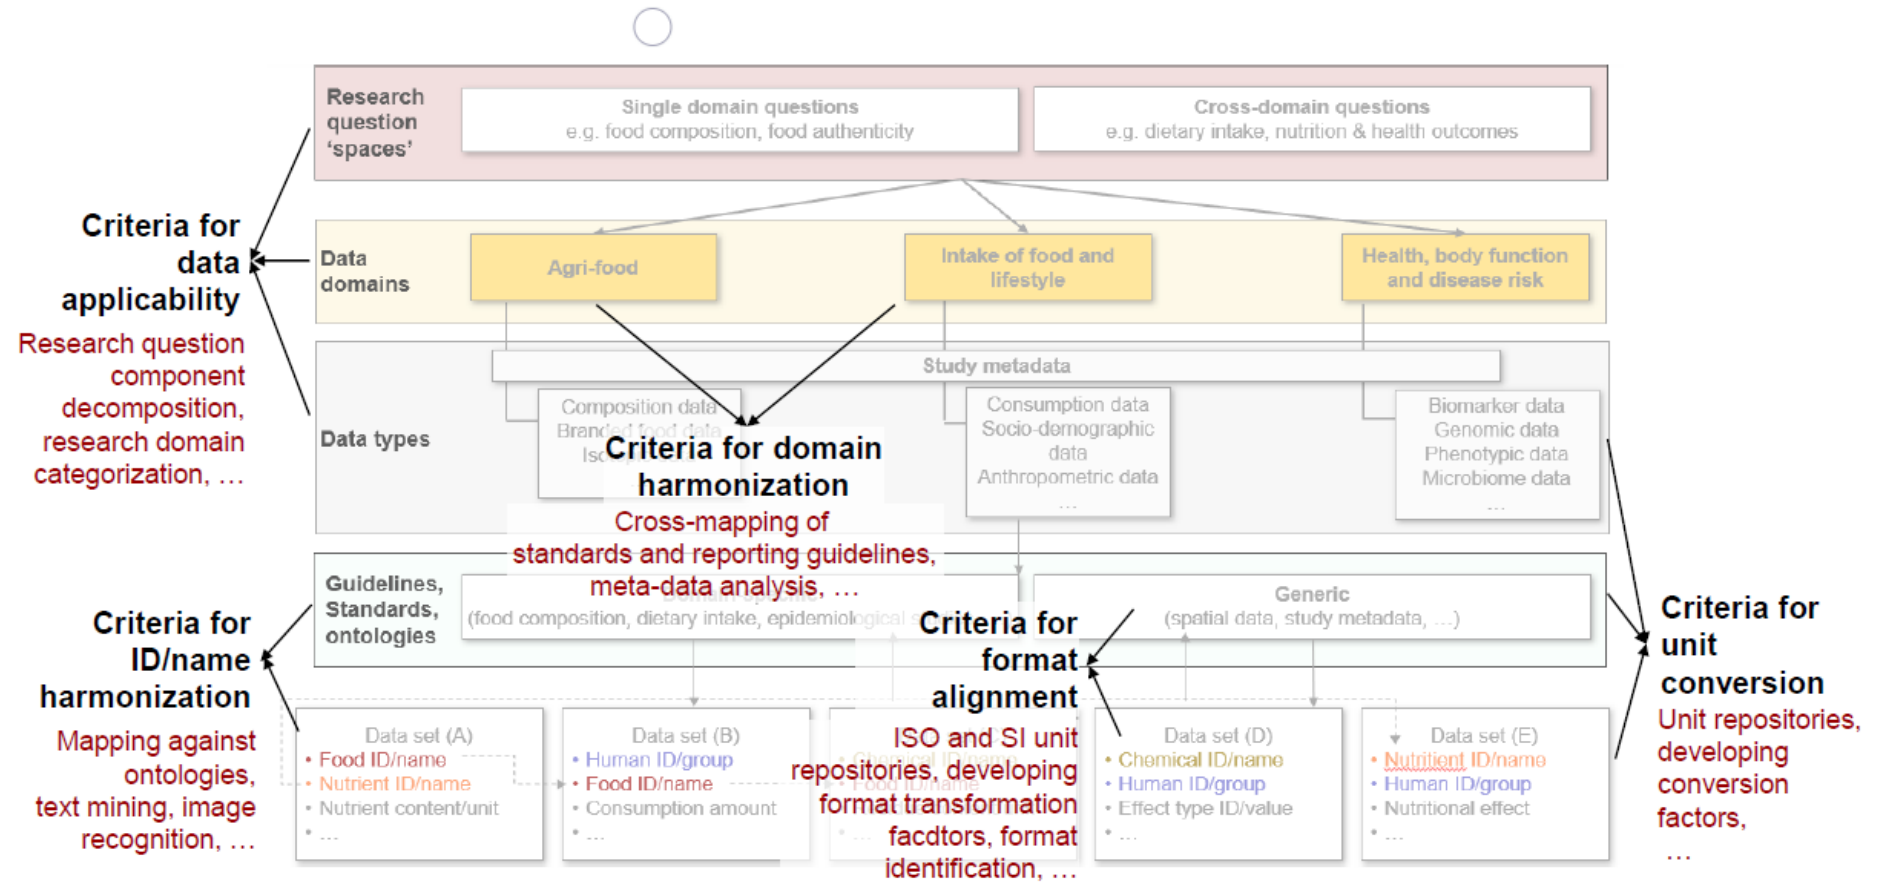 Research
question
‘spaces’
Single domain questions
e.g. food composition, food authenticity
Cross-domain questions
e.g. dietary intake, nutrition & health outcomes
Criteria for
data
applicability
Research question
component
decomposition,
research domain
categorization, …
Data
domains
Agri-food
Intake of food and
lifestyle
Health, body function
and disease risk
Data types
Study metadata
Composition data
Branded food data
Consumption data
Socio-demographic
data
Anthropometric data
…
Biomarker data
Genomic data
Phenotypic data
Microbiome data
…
Criteria for domain
harmonization
Cross-mapping of
standards and reporting guidelines,
meta-data analysis, …
Guidelines,
Standards,
ontologies
(food composition, dietary intake, epidemiological
Generic
(spatial data, study metadata, …)
Criteria for
ID/name
harmonization
Mapping against
ontologies,
text mining, image
recognition, …
Criteria for
format
alignment
ISO and SI unit
repositories, developing
format transformation
facdtors, format
identification, …
Criteria for
unit
conversion
Unit repositories,
developing
conversion
factors,
…
Data set (A)
• Food ID/name
• Nutrient ID/name
• Nutrient content/unit
• …
Data set (B)
• Human ID/group
• Food ID/name
• Consumption amount
• …
Data set (D)
• Chemical ID/name
• Human ID/group
• Effect type ID/value
• …
Data set (E)
• Nutritient ID/name
• Human ID/group
• Nutritional effect
• …